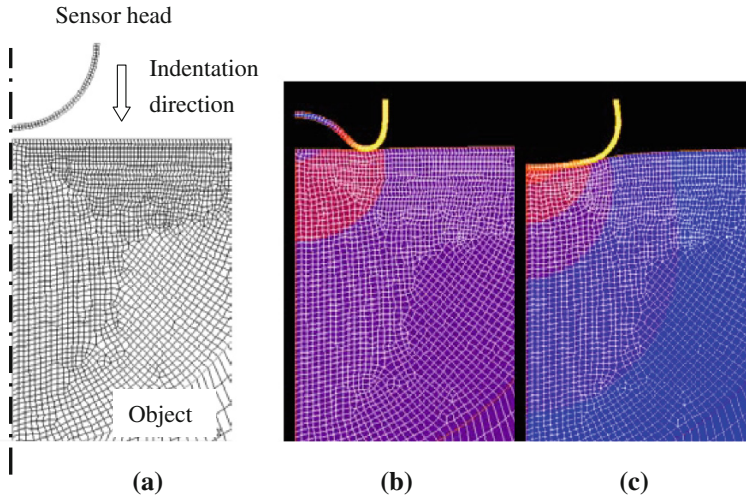 Sensor head
Indentation
direction
Object
(a)
(b)
(c)